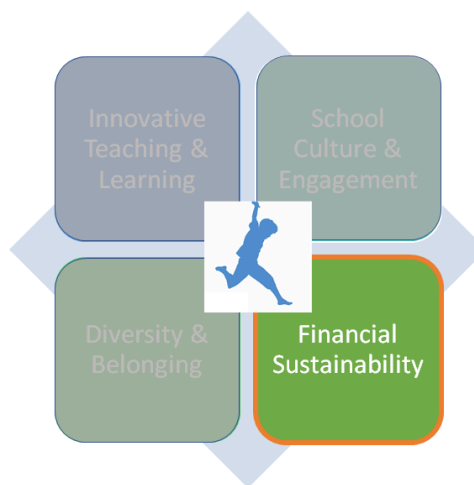 Innovative
Teaching &
Learning
School
Culture &
Engagement
Diversity &
Belonging
Financial
Sustainability